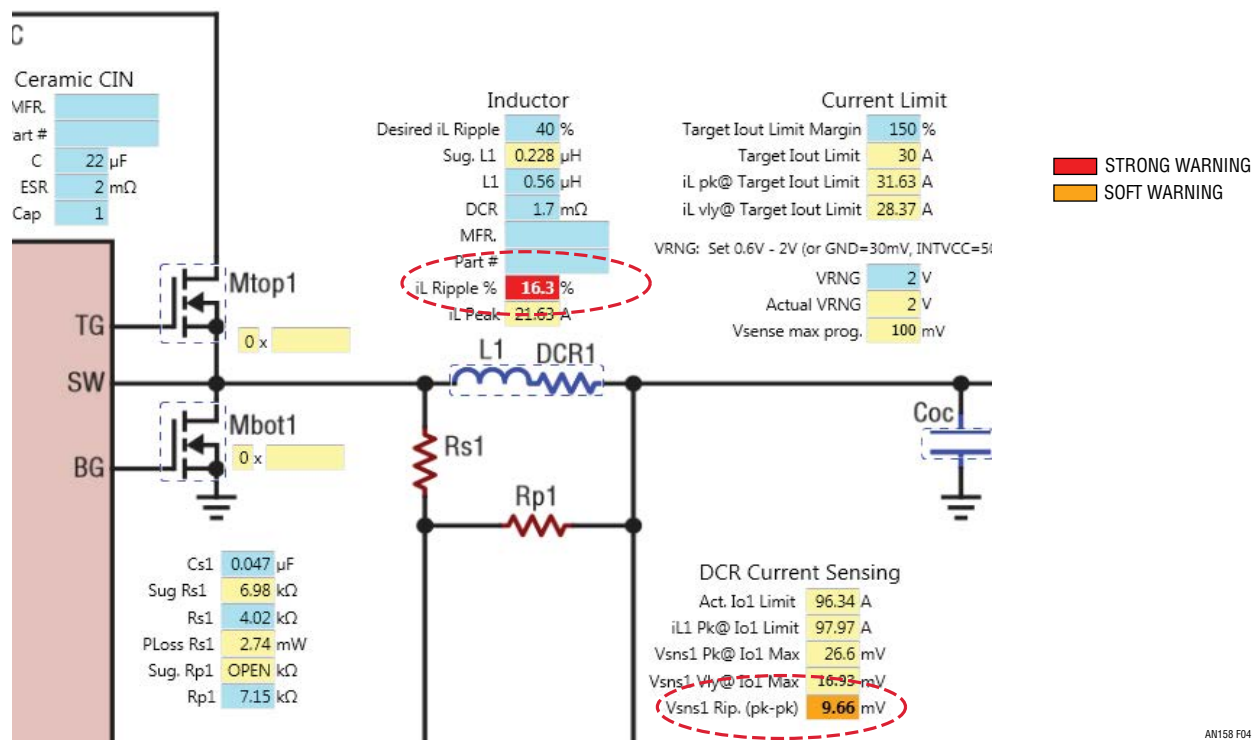 C
Ceramic CIN
MFR.
art #
C 22 µF
ESR 2 mΩ
Cap 1
Inductor
Desired iL Ripple 40 %
Sug. L1 0.228 µH
L1 0.56 µH
DCR 1.7 mΩ
MFR.
Part #
iL Ripple % 16.3 %
iL Peak 21.63 A
Current Limit
Target Iout Limit Margin 150 %
Target Iout Limit 30 A
iL pk@ Target Iout Limit 31.63 A
iL vly@ Target Iout Limit 28.37 A
VRNG: Set 0.6V - 2V (or GND=30mV, INTVCC=5
VRNG 2 V
Actual VRNG 2 V
Vsense max prog. 100 mV
STRONG WARNING
SOFT WARNING
Mtop1
TG
0 x
SW
L1 DCR1
Mbot1
BG
0 x
Rs1
Rp1
Coc
Cs1 0.047 µF
Sug Rs1 6.98 kΩ
Rs1 4.02 kΩ
PLoss Rs1 2.74 mW
Sug. Rp1 OPEN kΩ
Rp1 7.15 kΩ
DCR Current Sensing
Act. Io1 Limit 96.34 A
iL1 Pk@ Io1 Limit 97.97 A
Vsns1 Pk@ Io1 Max 26.6 mV
Vsns1 Vly@ Io1 Max 16.93 mV
Vsns1 Rip. (pk-pk) 9.66 mV
AN158 F04